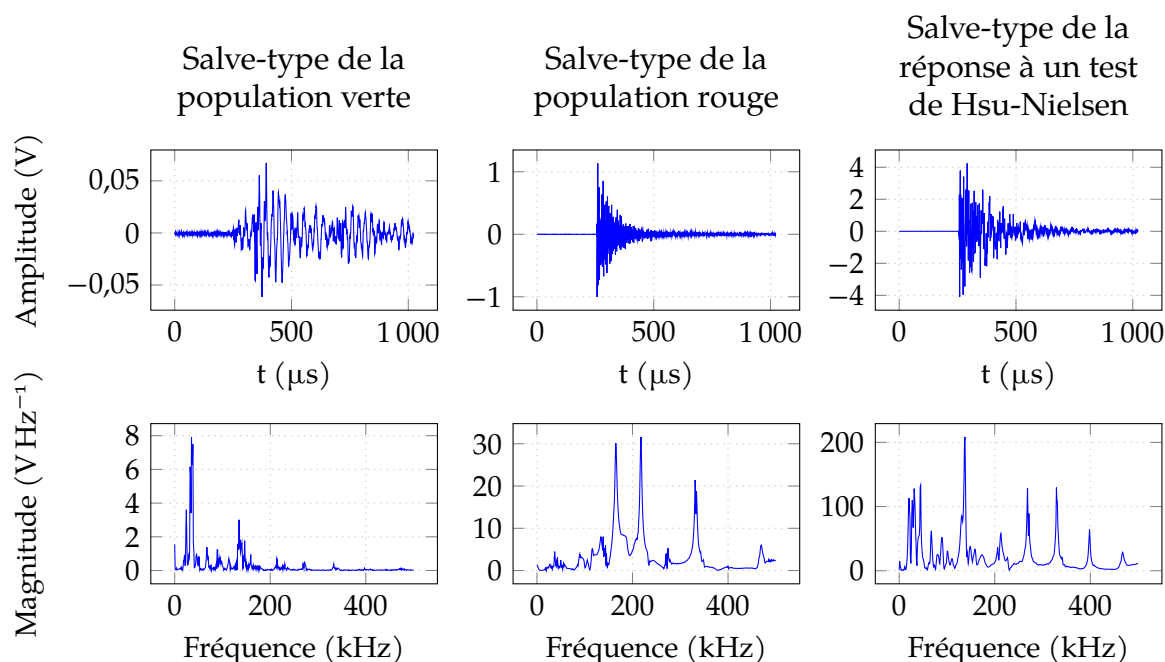 Salve-type de la
population verte
Salve-type de la
population rouge
Salve-type de la
réponse à un test
de Hsu-Nielsen
Amplitude (V)
0,05
0
−0,05
0
500
1 000
t (µs)
1
0
−1
0
500
1 000
t (µs)
4
2
0
−2
−4
0
500
1 000
t (µs)
Magnitude (V Hz⁻¹)
8
6
4
2
0
0
200
400
Fréquence (kHz)
30
20
10
0
0
200
400
Fréquence (kHz)
200
100
0
0
200
400
Fréquence (kHz)